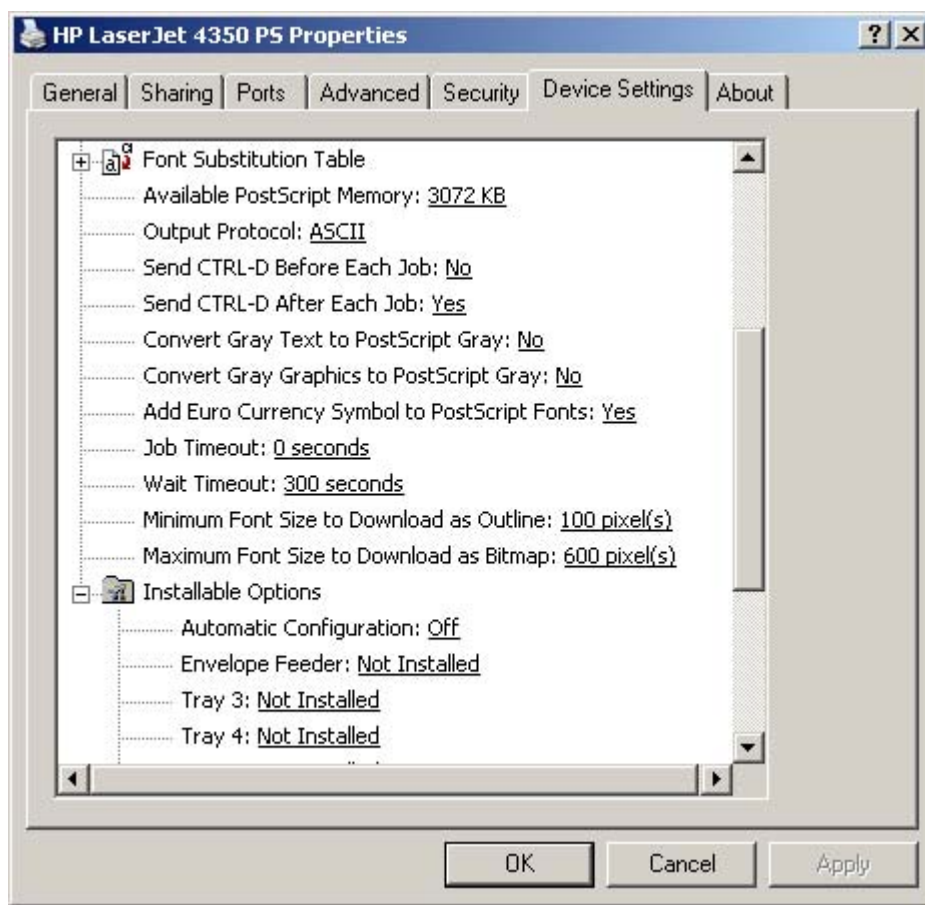 HP LaserJet 4350 PS Properties
General Sharing Ports Advanced Security Device Settings About
Font Substitution Table
Available PostScript Memory: 3072 KB
Output Protocol: ASCII
Send CTRL-D Before Each Job: No
Send CTRL-D After Each Job: Yes
Convert Gray Text to PostScript Gray: No
Convert Gray Graphics to PostScript Gray: No
Add Euro Currency Symbol to PostScript Fonts: Yes
Job Timeout: 0 seconds
Wait Timeout: 300 seconds
Minimum Font Size to Download as Outline: 100 pixel(s)
Maximum Font Size to Download as Bitmap: 600 pixel(s)
Installable Options
Automatic Configuration: Off
Envelope Feeder: Not Installed
Tray 3: Not Installed
Tray 4: Not Installed
OK Cancel Apply